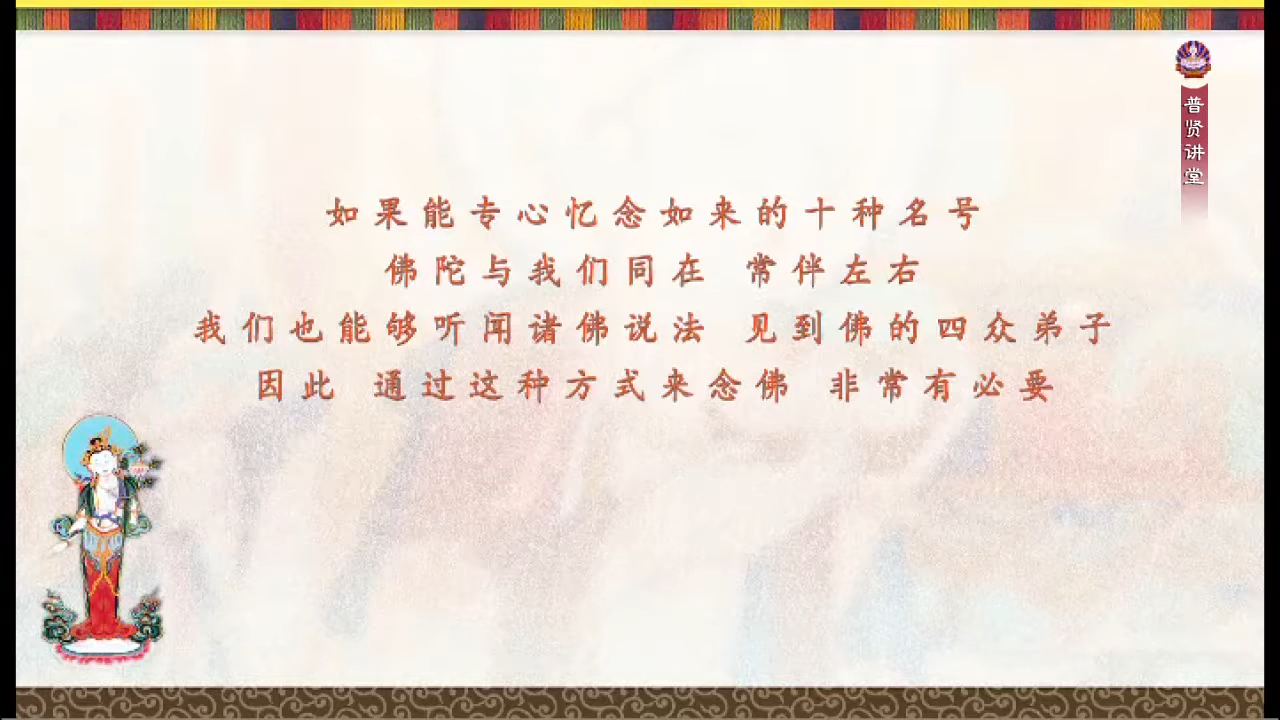 如果能专心忆念如来的十种名号
佛陀与我们同在 常伴左右
我们也能够听闻诸佛说法 见到佛的四众弟子
因此 通过这种方式来念佛 非常有必要
普贤讲堂